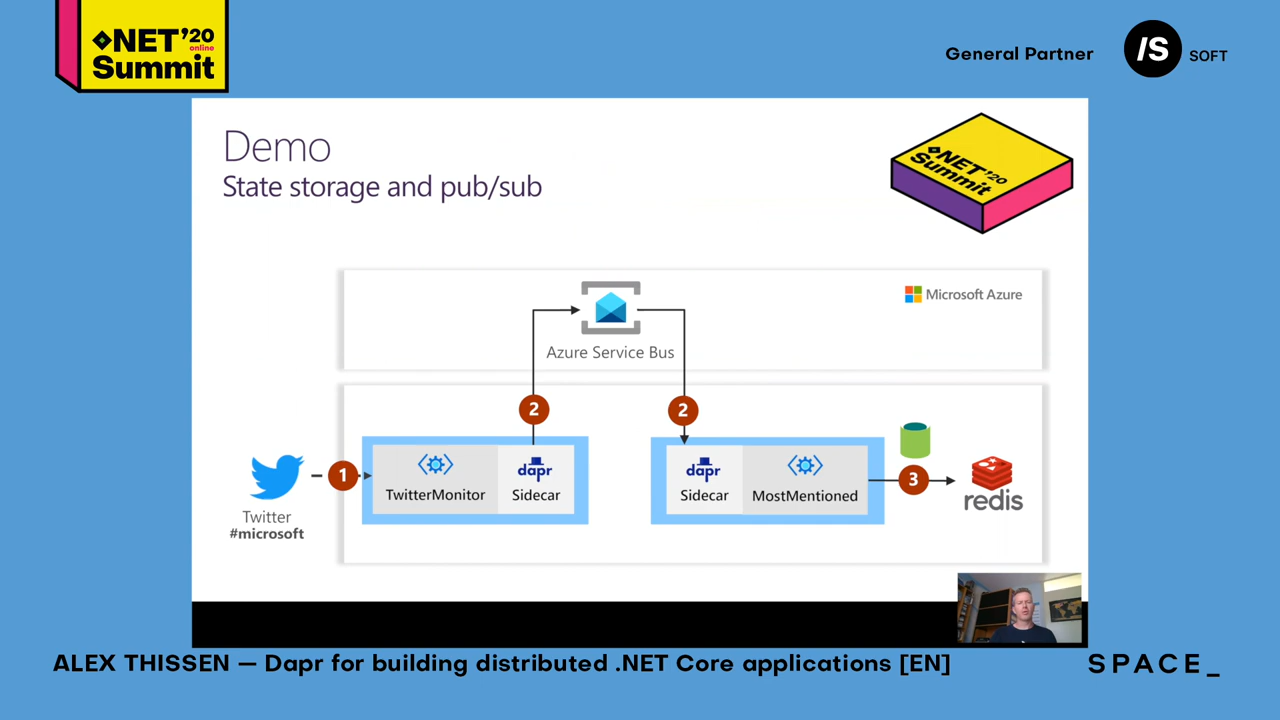 .NET'20
online
Summit
General Partner
/S
SOFT
Demo
State storage and pub/sub
.NET'20
Summit
Microsoft Azure
Azure Service Bus
2
2
1
TwitterMonitor
dapr
Sidecar
dapr
Sidecar
MostMentioned
3
redis
Twitter
#microsoft
ALEX THISSEN — Dapr for building distributed .NET Core applications [EN]
SPACE_